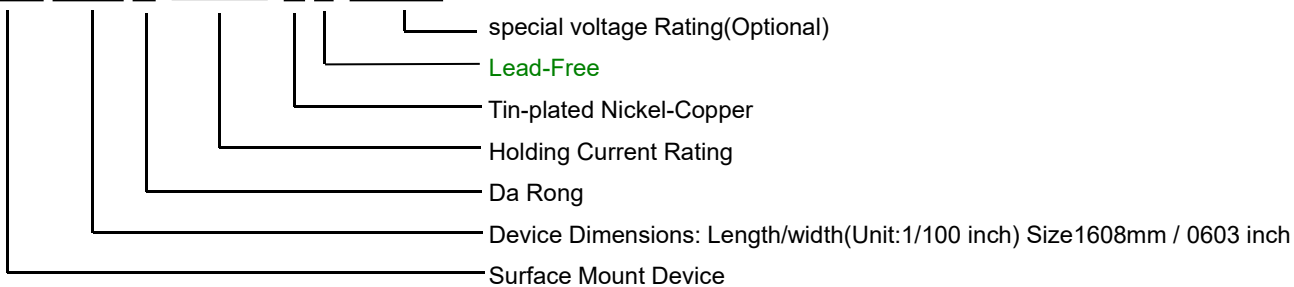 special voltage Rating(Optional)
Lead-Free
Tin-plated Nickel-Copper
Holding Current Rating
Da Rong
Device Dimensions: Length/width(Unit:1/100 inch) Size1608mm / 0603 inch
Surface Mount Device